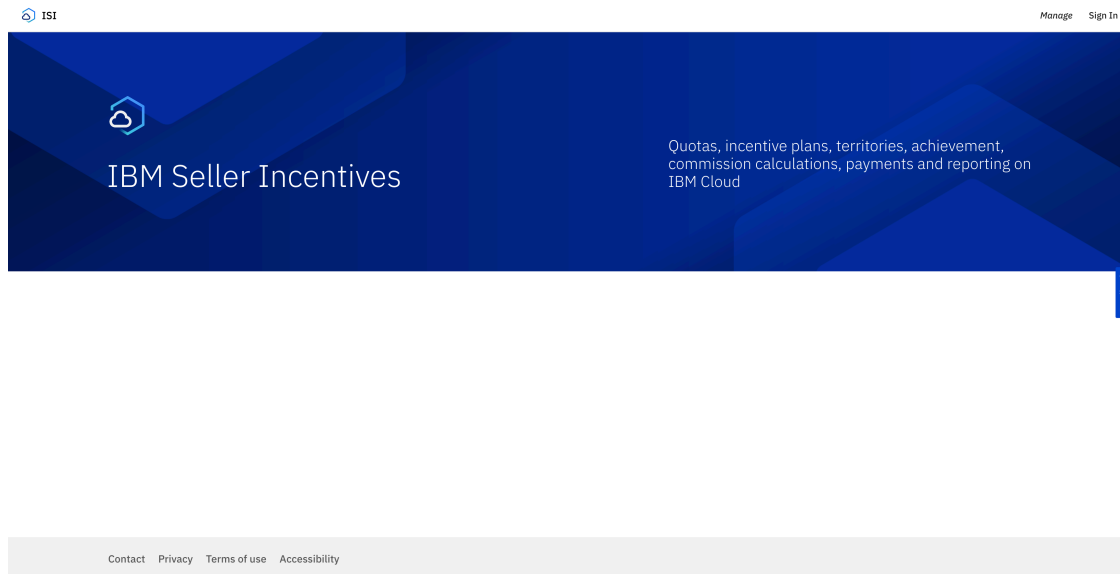 ISI
Manage Sign In
IBM Seller Incentives
Quotas, incentive plans, territories, achievement,
commission calculations, payments and reporting on
IBM Cloud
Contact Privacy Terms of use Accessibility